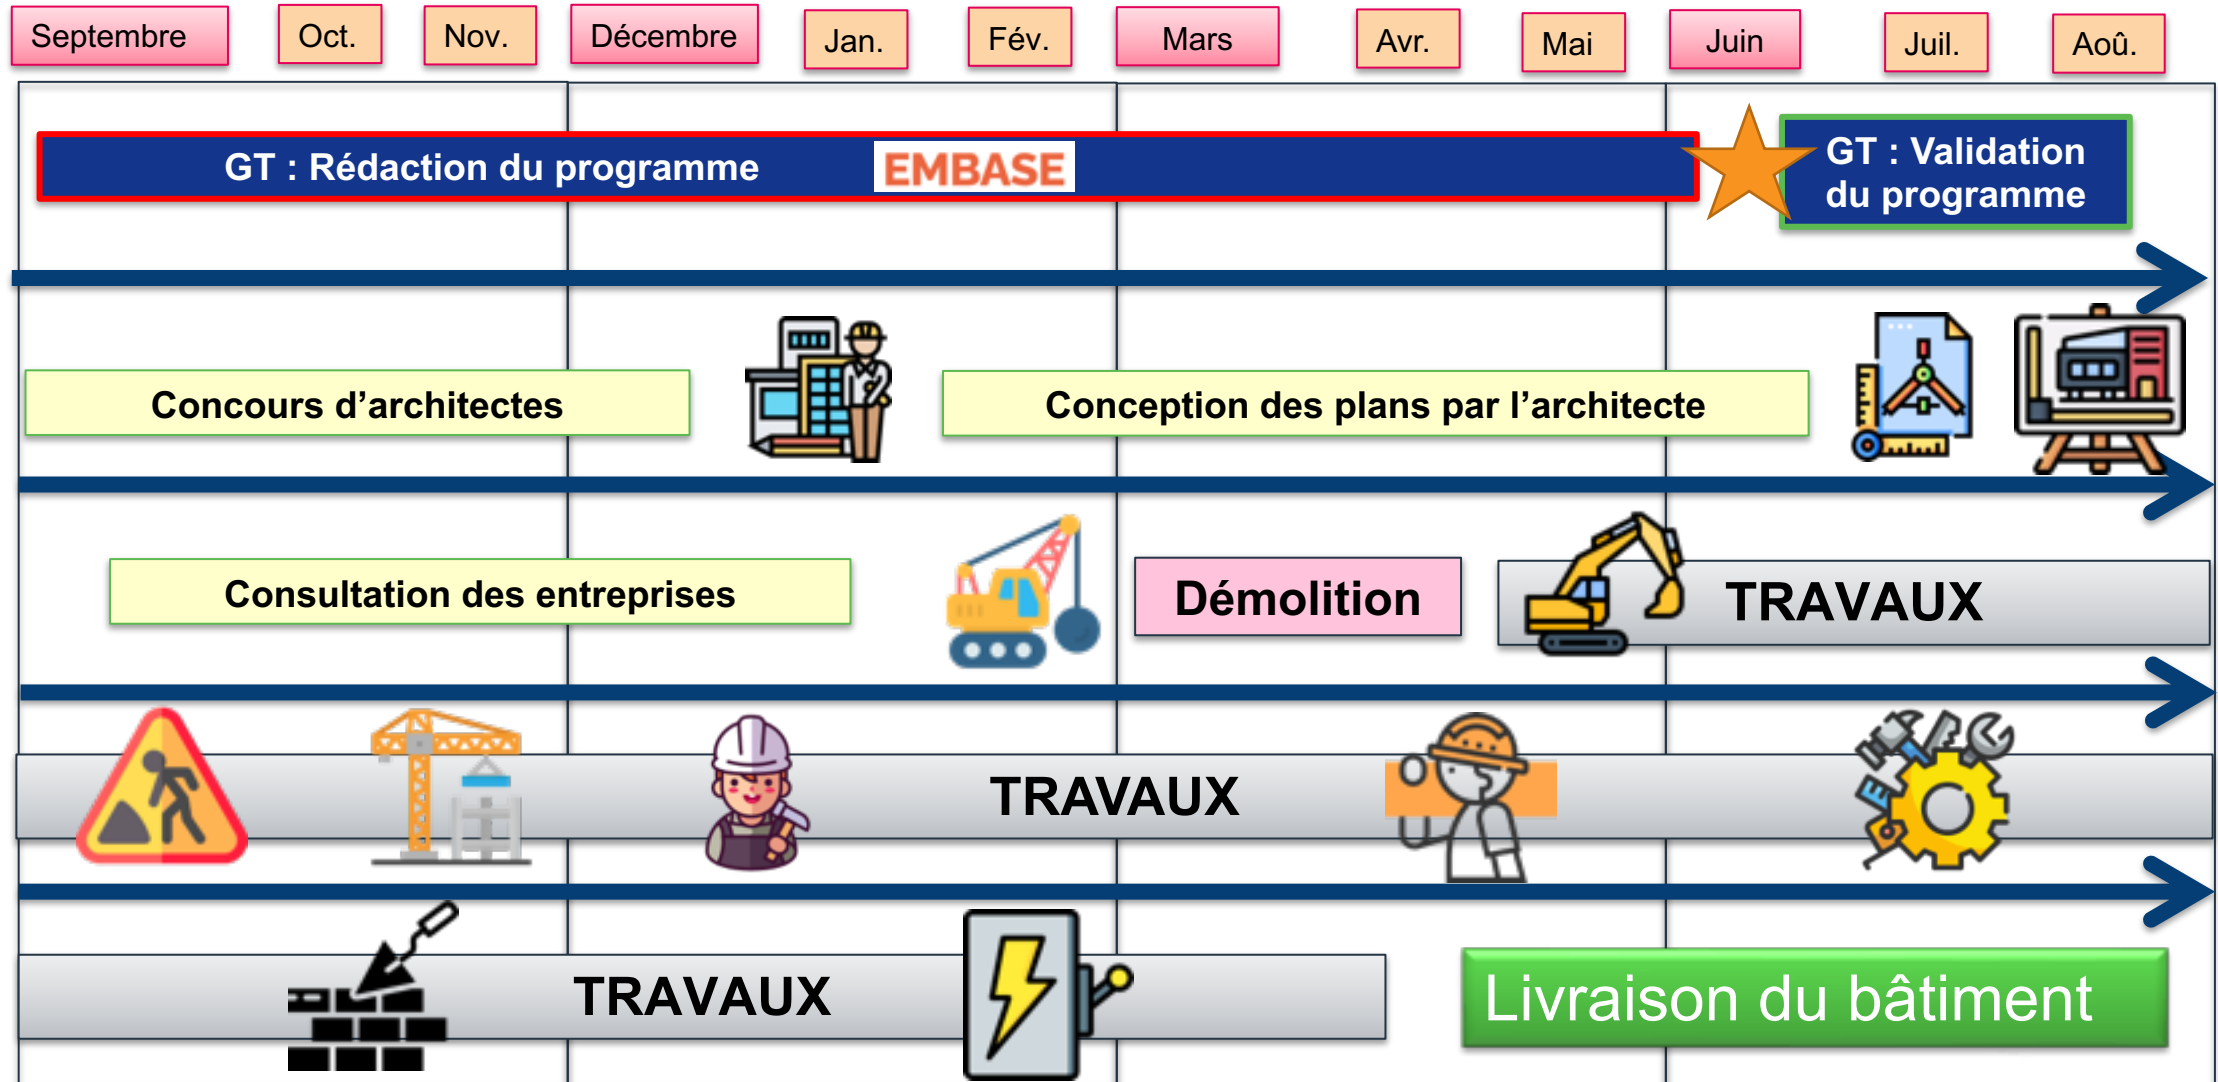 Septembre
Oct.
Nov.
Décembre
Jan.
Fév.
Mars
Avr.
Mai
Juin
Juil.
Aoû.
GT : Rédaction du programme
EMBASE
GT : Validation
du programme
Concours d’architectes
Conception des plans par l’architecte
Consultation des entreprises
Démolition
TRAVAUX
TRAVAUX
TRAVAUX
Livraison du bâtiment